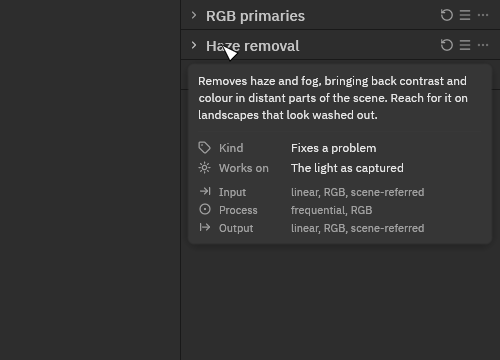 RGB primaries
Haze removal
Removes haze and fog, bringing back contrast and
colour in distant parts of the scene. Reach for it on
landscapes that look washed out.
Kind Fixes a problem
Works on The light as captured
Input linear, RGB, scene-referred
Process frequential, RGB
Output linear, RGB, scene-referred